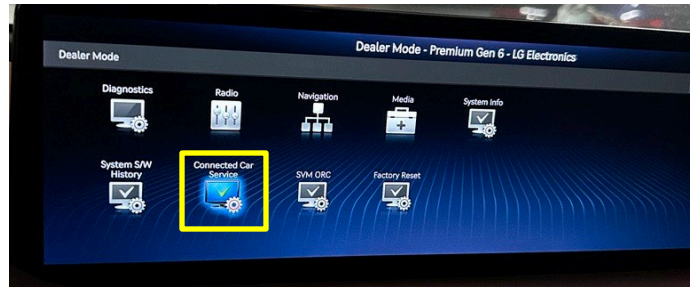 Dealer Mode - Premium Gen 6 - LG Electronics
Dealer Mode
Diagnostics
Radio
Navigation
Media
System Info
System S/W
History
Connected Car
Service
SVM ORC
Factory Reset